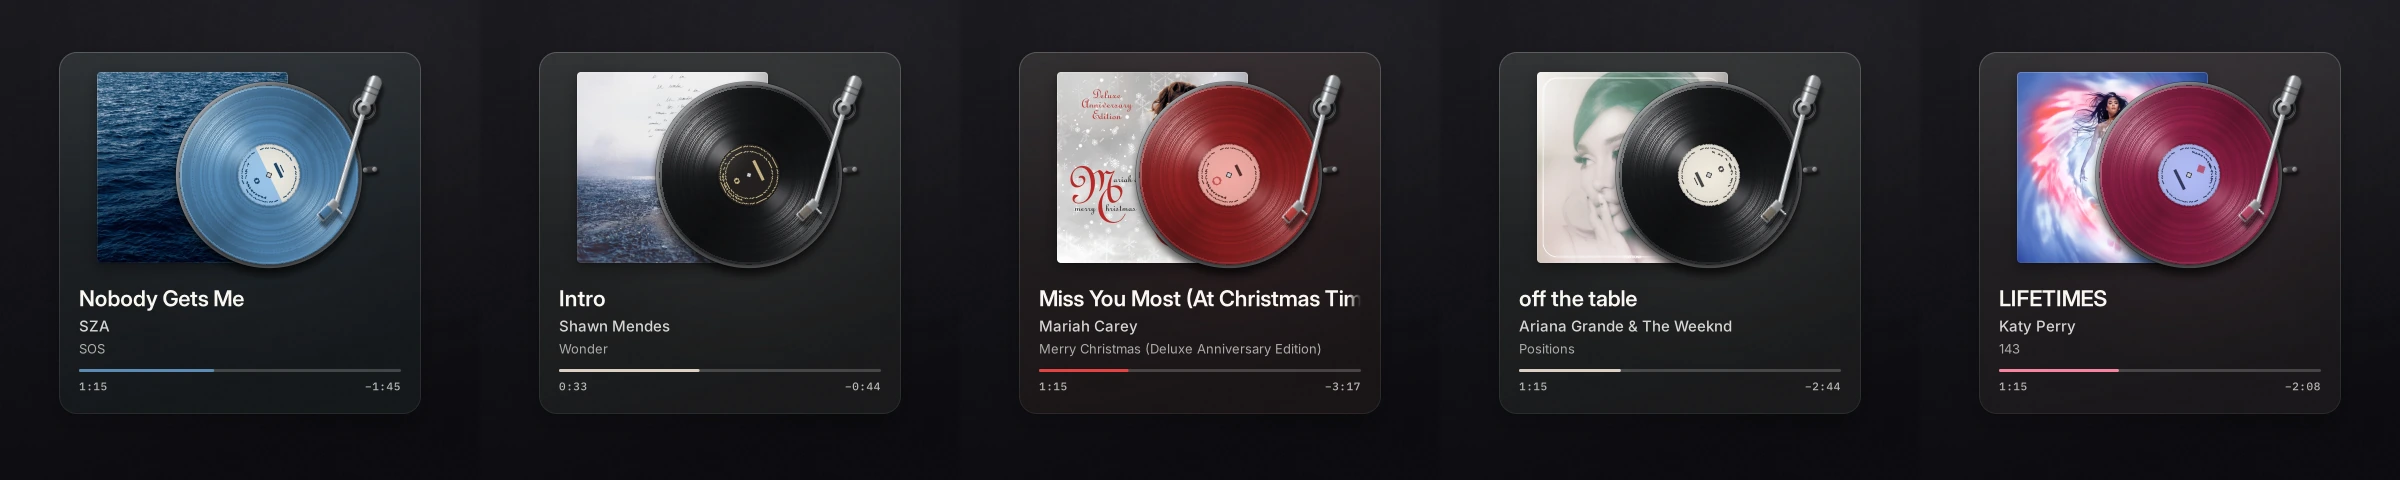 Nobody Gets Me
SZA
SOS
1:15
-1:45
Intro
Shawn Mendes
Wonder
0:33
-0:44
Deluxe
Anniversary
Edition
Mariah
merry Christmas
Miss You Most (At Christmas Tim
Mariah Carey
Merry Christmas (Deluxe Anniversary Edition)
1:15
-3:17
off the table
Ariana Grande & The Weeknd
Positions
1:15
-2:44
LIFETIMES
Katy Perry
143
1:15
-2:08